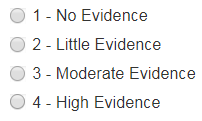 1 - No Evidence
2 - Little Evidence
3 - Moderate Evidence
4 - High Evidence